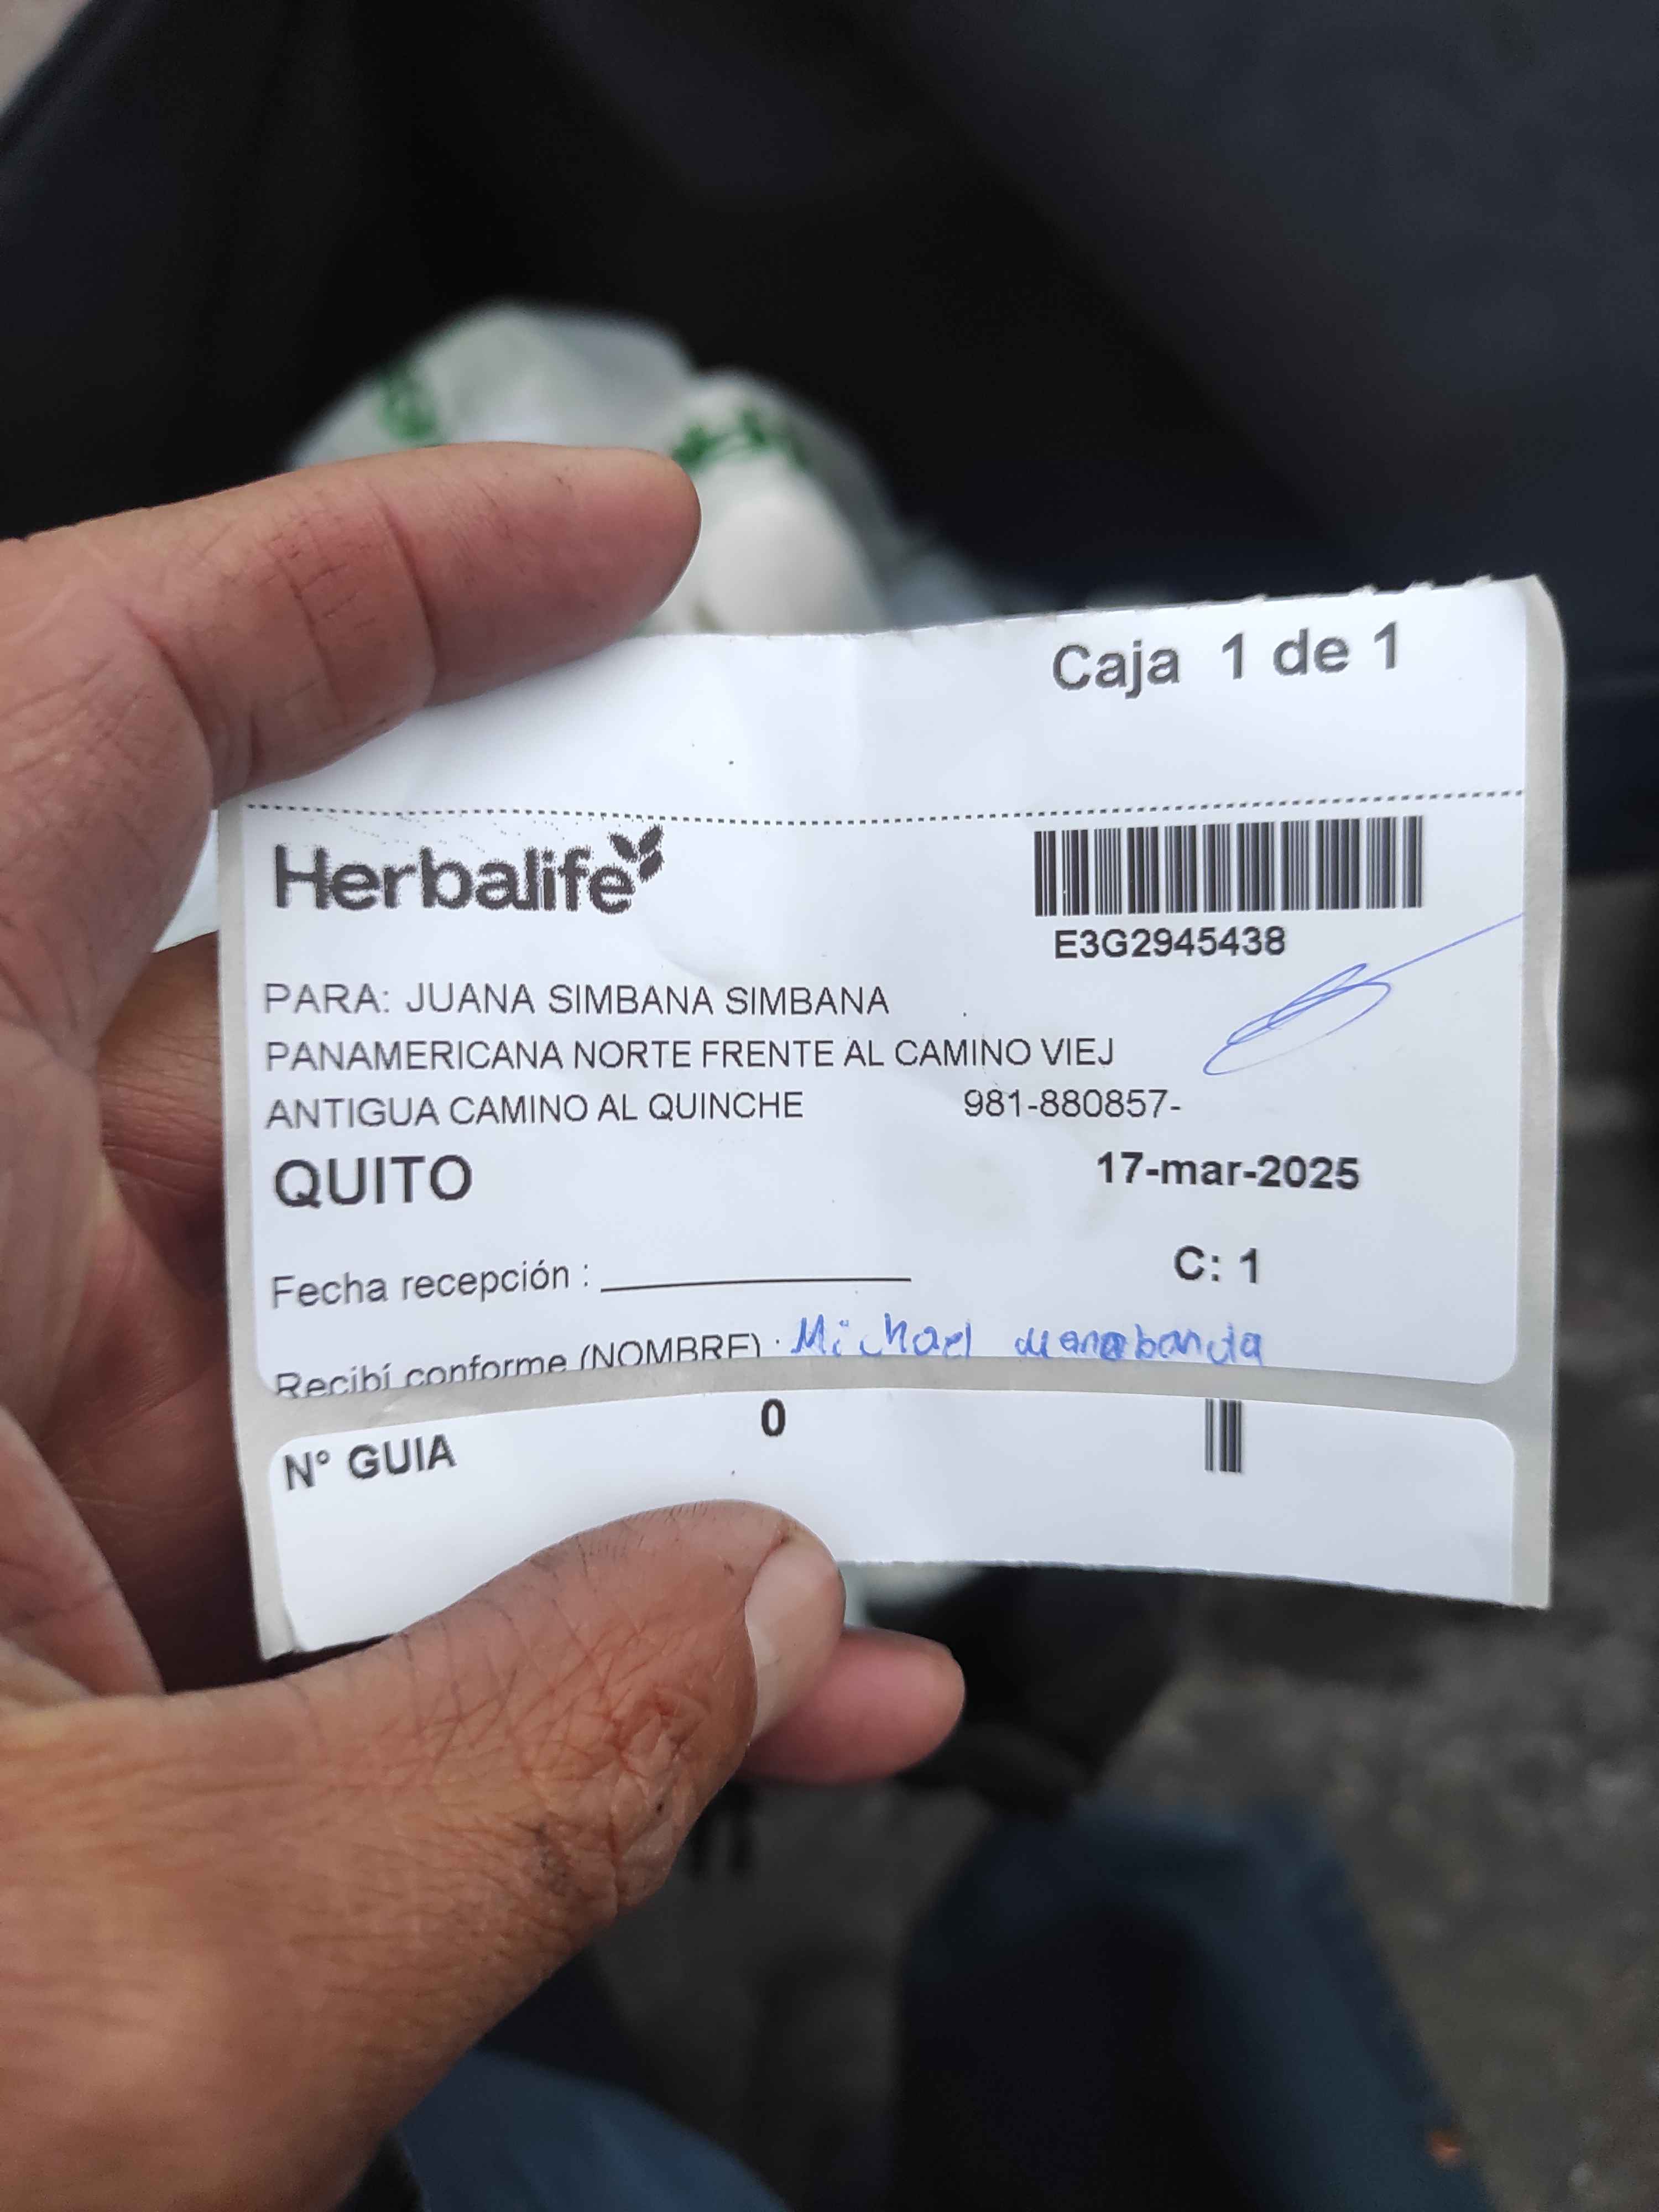 Caja 1 de 1
Herbalife
E3G2945438
PARA: JUANA SIMBANA SIMBANA
PANAMERICANA NORTE FRENTE AL CAMINO VIEJ
ANTIGUA CAMINO AL QUINCHE 981-880857-
QUITO 17-mar-2025
C: 1
Fecha recepción :
Recibí conforme (NOMBRE) : Michael
0
N° GUIA